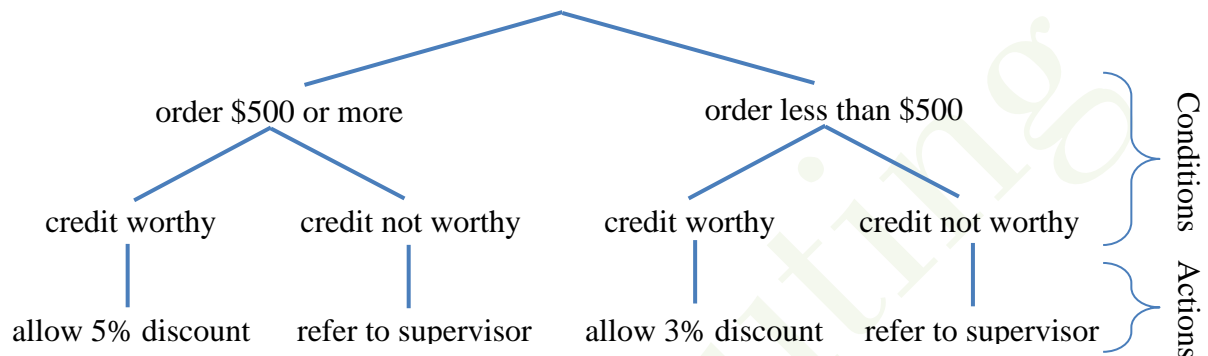 order $500 or more
order less than $500
Conditions
credit worthy
credit not worthy
credit worthy
credit not worthy
Actions
allow 5% discount
refer to supervisor
allow 3% discount
refer to supervisor